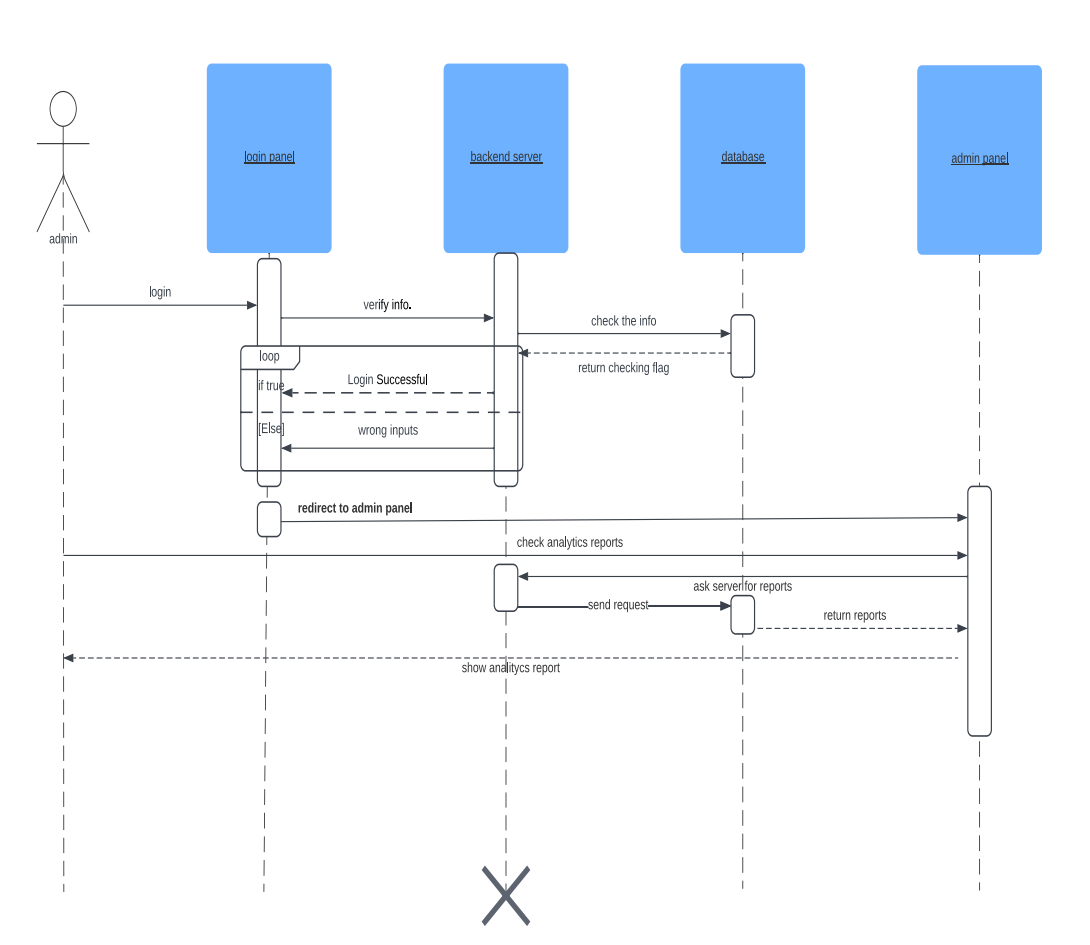 login panel
backend server
database
admin panel
admin
login
verify info.
check the info
loop
return checking flag
if true
Login Successful
[Else]
wrong inputs
redirect to admin panel
check analytics reports
ask server for reports
send request
return reports
show analitycs report